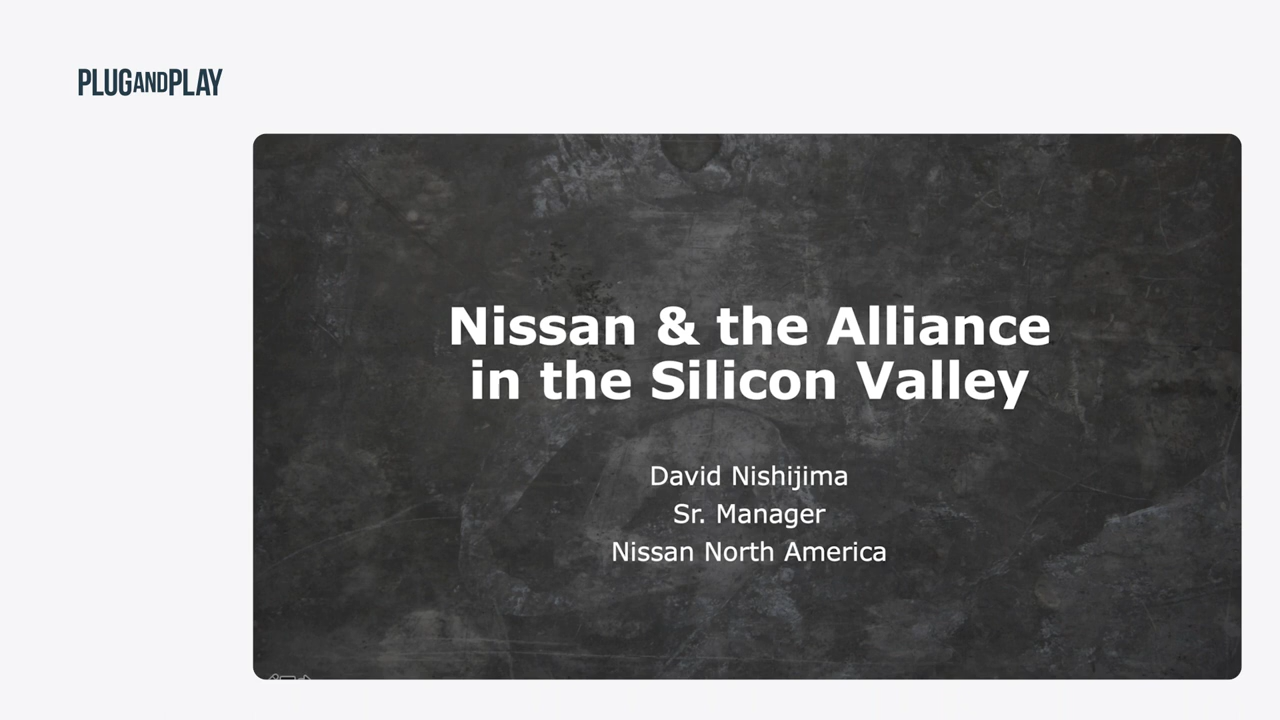 PLUGANDPLAY
Nissan & the Alliance
in the Silicon Valley
David Nishijima
Sr. Manager
Nissan North America